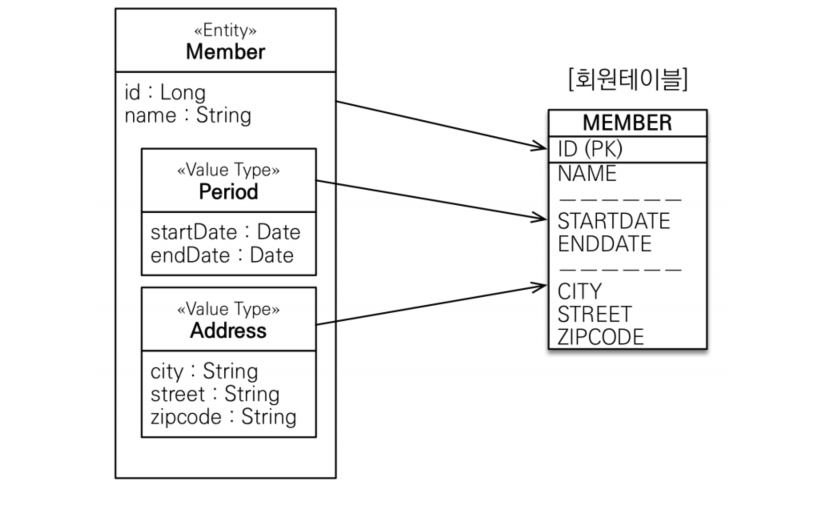 «Entity»
Member
id : Long
name : String
«Value Type»
Period
startDate : Date
endDate : Date
«Value Type»
Address
city : String
street : String
zipcode : String
[회원테이블]
MEMBER
ID (PK)
NAME
STARTDATE
ENDDATE
CITY
STREET
ZIPCODE